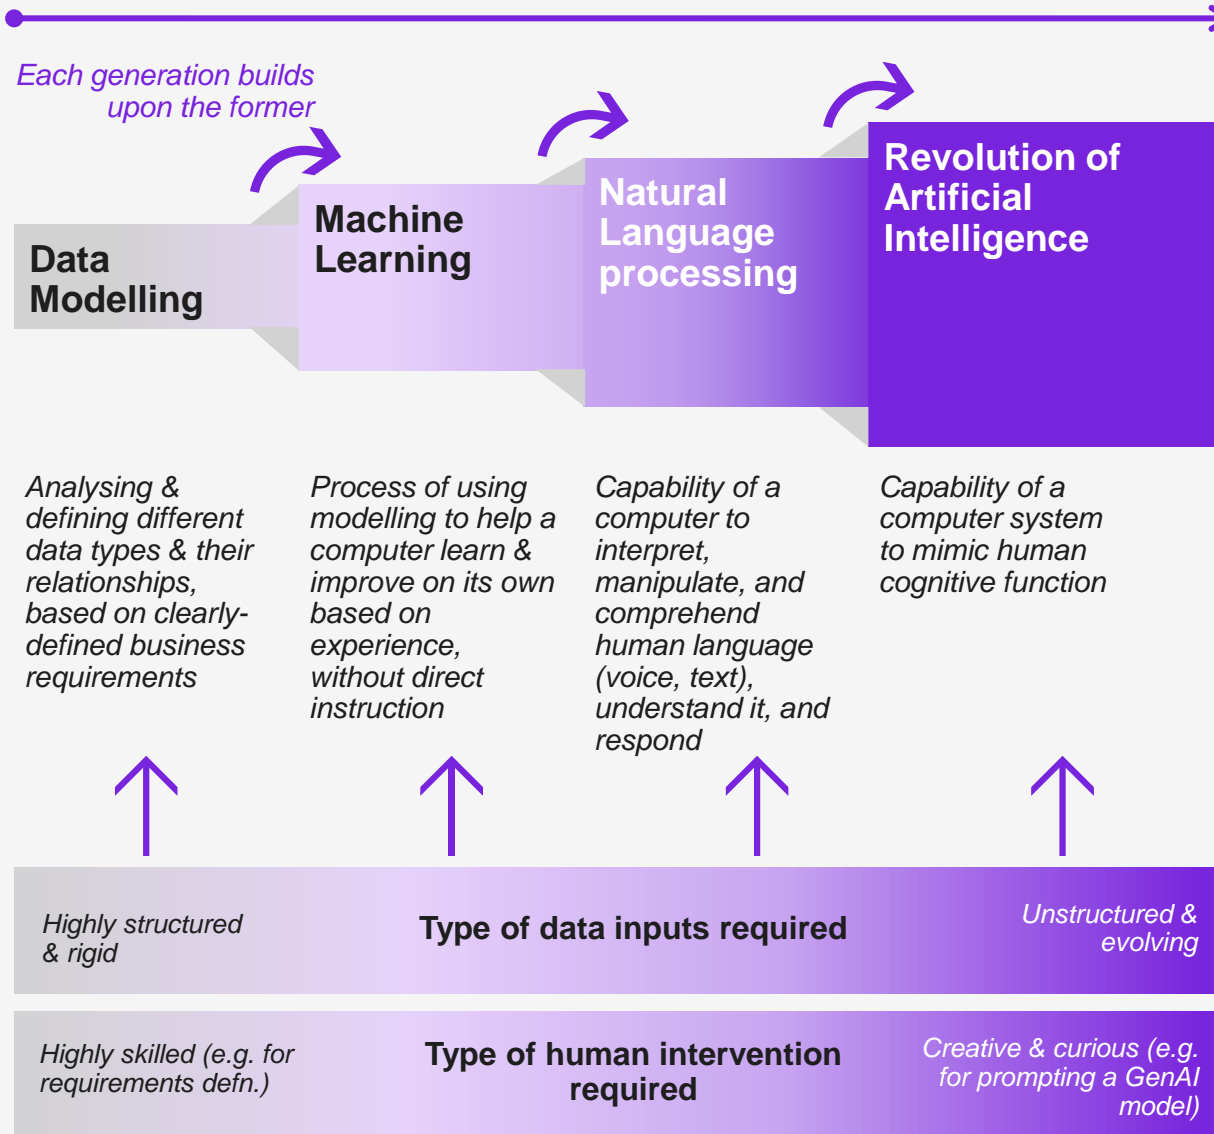 Each generation builds
upon the former
Data
Modelling
Machine
Learning
Natural
Language
processing
Revolution of
Artificial
Intelligence
Analysing &
defining different
data types & their
relationships,
based on clearly-
defined business
requirements
Process of using
modelling to help a
computer learn &
improve on its own
based on
experience,
without direct
instruction
Capability of a
computer to
interpret,
manipulate, and
comprehend
human language
(voice, text),
understand it, and
respond
Capability of a
computer system
to mimic human
cognitive function
Highly structured
& rigid
Type of data inputs required
Unstructured &
evolving
Highly skilled (e.g. for
requirements defn.)
Type of human intervention
required
Creative & curious (e.g.
for prompting a GenAI
model)